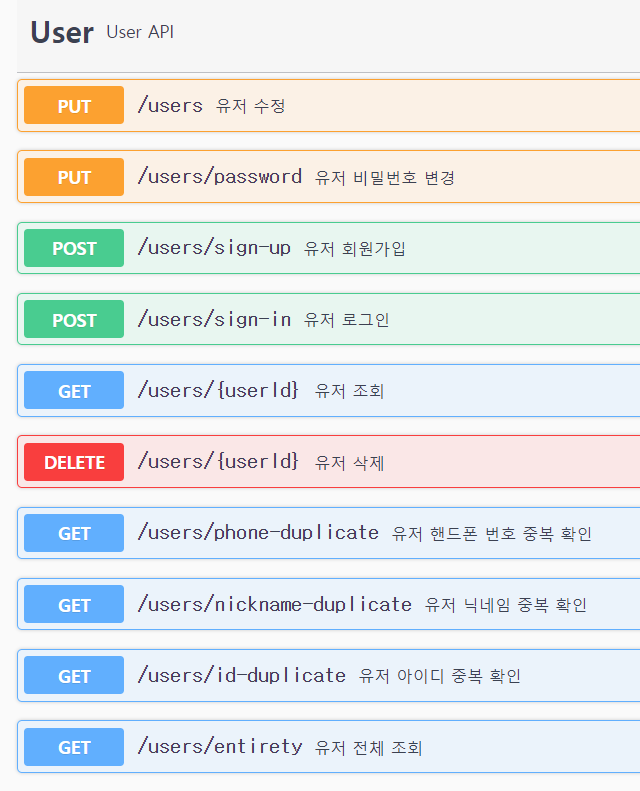 User User API
PUT /users 유저 수정
PUT /users/password 유저 비밀번호 변경
POST /users/sign-up 유저 회원가입
POST /users/sign-in 유저 로그인
GET /users/{userId} 유저 조회
DELETE /users/{userId} 유저 삭제
GET /users/phone-duplicate 유저 핸드폰 번호 중복 확인
GET /users/nickname-duplicate 유저 닉네임 중복 확인
GET /users/id-duplicate 유저 아이디 중복 확인
GET /users/entirety 유저 전체 조회